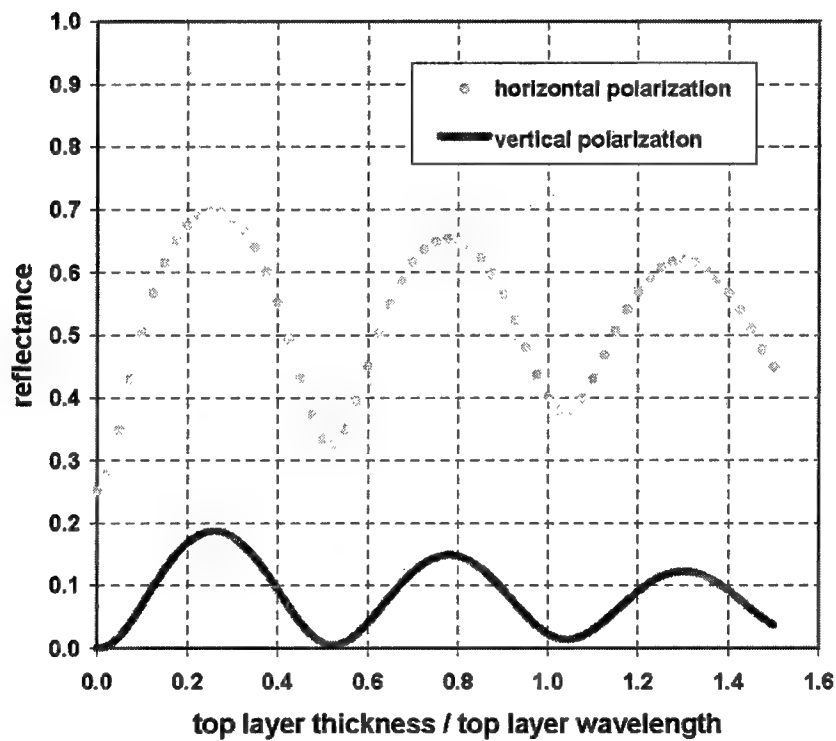 1.0
0.9
0.8
0.7
0.6
0.5
0.4
0.3
0.2
0.1
0.0
reflectance
horizontal polarization
vertical polarization
0.0 0.2 0.4 0.6 0.8 1.0 1.2 1.4 1.6
top layer thickness / top layer wavelength